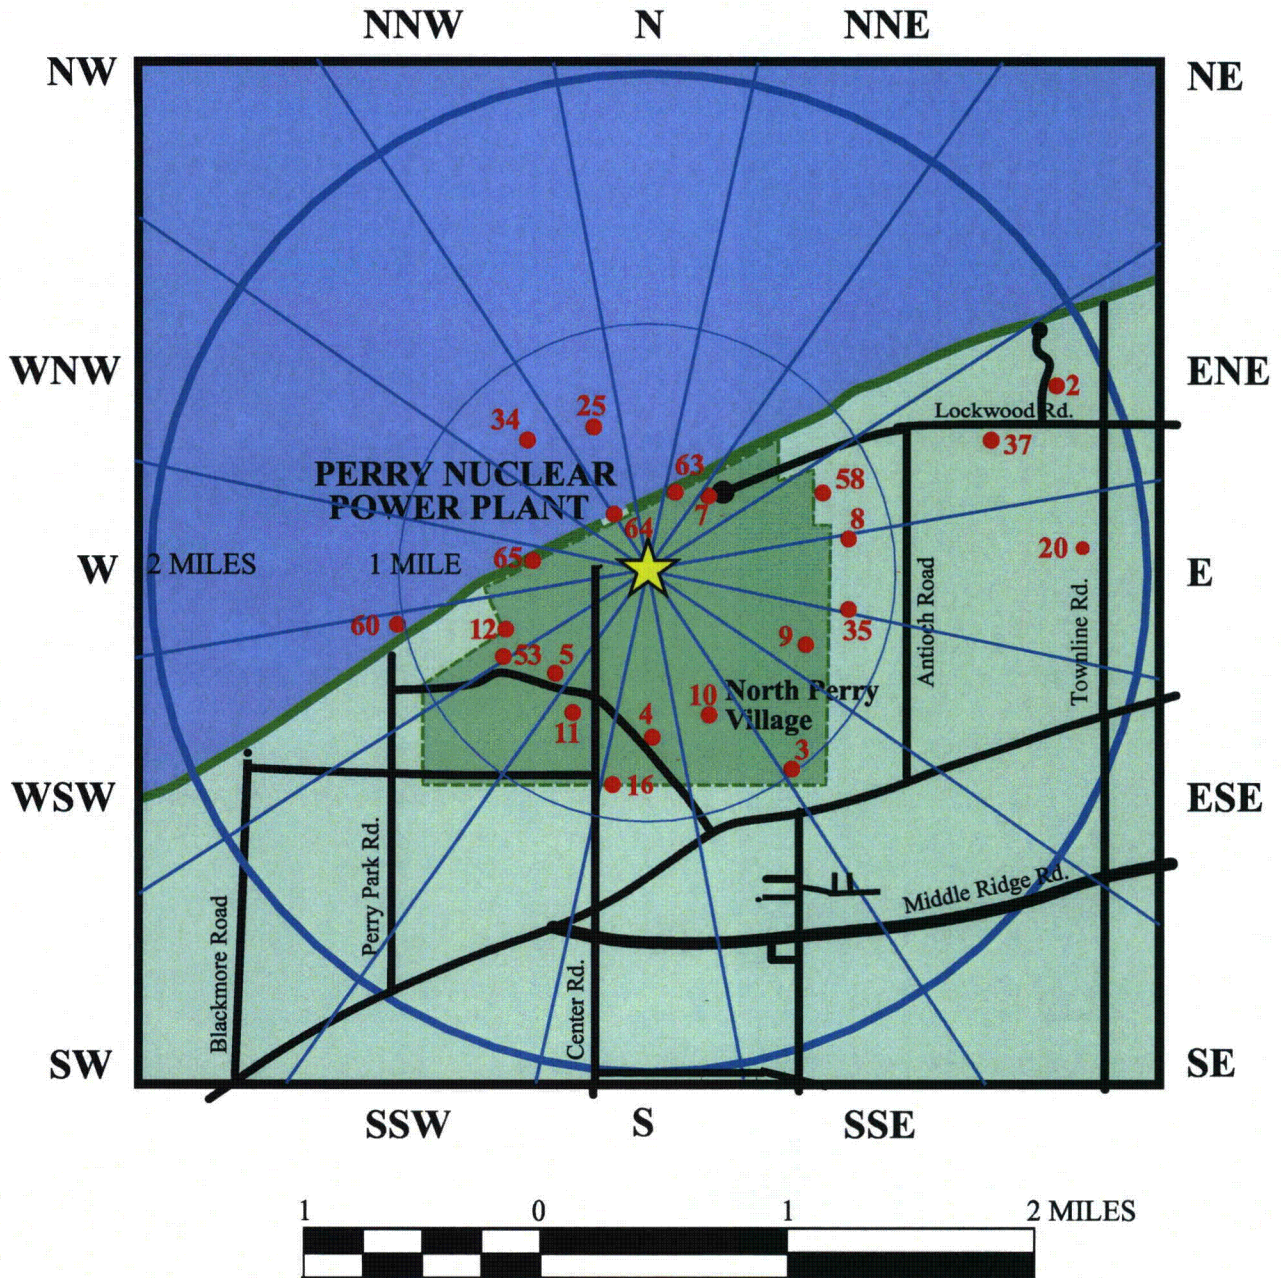 NNW N NNE
NW NE
WNW ENE
2
Lockwood Rd.
25
34
37
63
PERRY NUCLEAR
POWER PLANT
58
7
8
64
20
65
W 2 MILES 1 MILE E
60 12 35
9
53 5
Antioch Road
Townline Rd.
10 North Perry
Village
4
11
3
16
WSW ESE
Perry Park Rd.
Middle Ridge Rd.
Blackmore Road
Center Rd.
SW SE
SSW S SSE
1 0 1 2 MILES